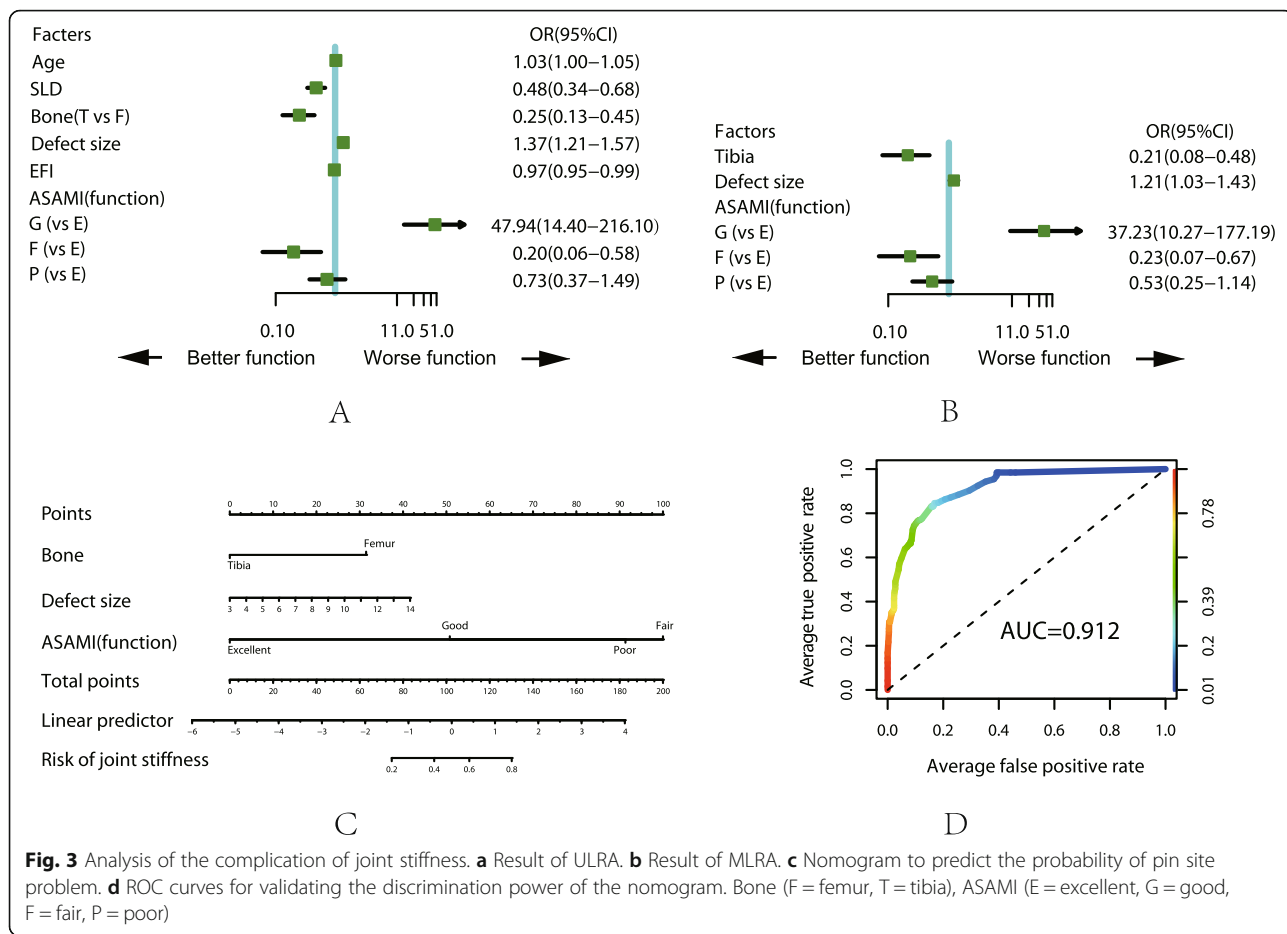 Factors OR(95%CI)
Age 1.03(1.00−1.05)
SLD 0.48(0.34−0.68)
Bone(T vs F) 0.25(0.13−0.45)
Defect size 1.37(1.21−1.57)
EFI 0.97(0.95−0.99)
ASAMI(function)
G (vs E) 47.94(14.40−216.10)
F (vs E) 0.20(0.06−0.58)
P (vs E) 0.73(0.37−1.49)
0.10 11.0 51.0
Better function Worse function
A
Factors OR(95%CI)
Tibia 0.21(0.08−0.48)
Defect size 1.21(1.03−1.43)
ASAMI(function)
G (vs E) 37.23(10.27−177.19)
F (vs E) 0.23(0.07−0.67)
P (vs E) 0.53(0.25−1.14)
0.10 11.0 51.0
Better function Worse function
B
Points 0 10 20 30 40 50 60 70 80 90 100
Bone Tibia Femur
Defect size 3 4 5 6 7 8 9 10 12 14
ASAMI(function) Excellent Good Poor Fair
Total points 0 20 40 60 80 100 120 140 160 180 200
Linear predictor −6 −5 −4 −3 −2 −1 0 1 2 3 4
Risk of joint stiffness 0.2 0.4 0.6 0.8
C
Average true positive rate
0.0 0.2 0.4 0.6 0.8 1.0
AUC=0.912
0.01 0.2 0.39 0.78
0.0 0.2 0.4 0.6 0.8 1.0
Average false positive rate
D
Fig. 3 Analysis of the complication of joint stiffness. a Result of ULRA. b Result of MLRA. c Nomogram to predict the probability of pin site
problem. d ROC curves for validating the discrimination power of the nomogram. Bone (F = femur, T = tibia), ASAMI (E = excellent, G = good,
F = fair, P = poor)